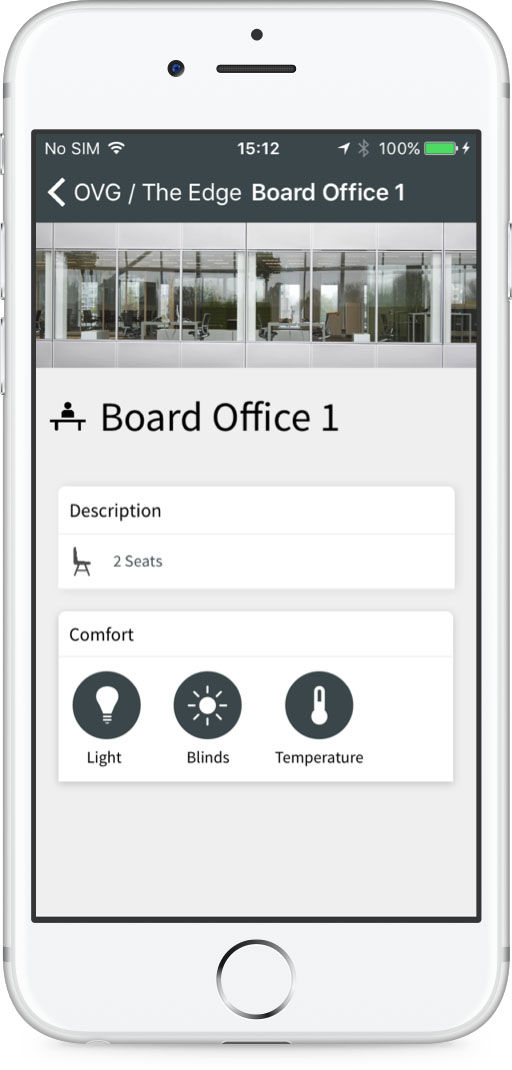 No SIM 15:12 100%
OVG / The Edge Board Office 1
Board Office 1
Description
2 Seats
Comfort
Light Blinds Temperature